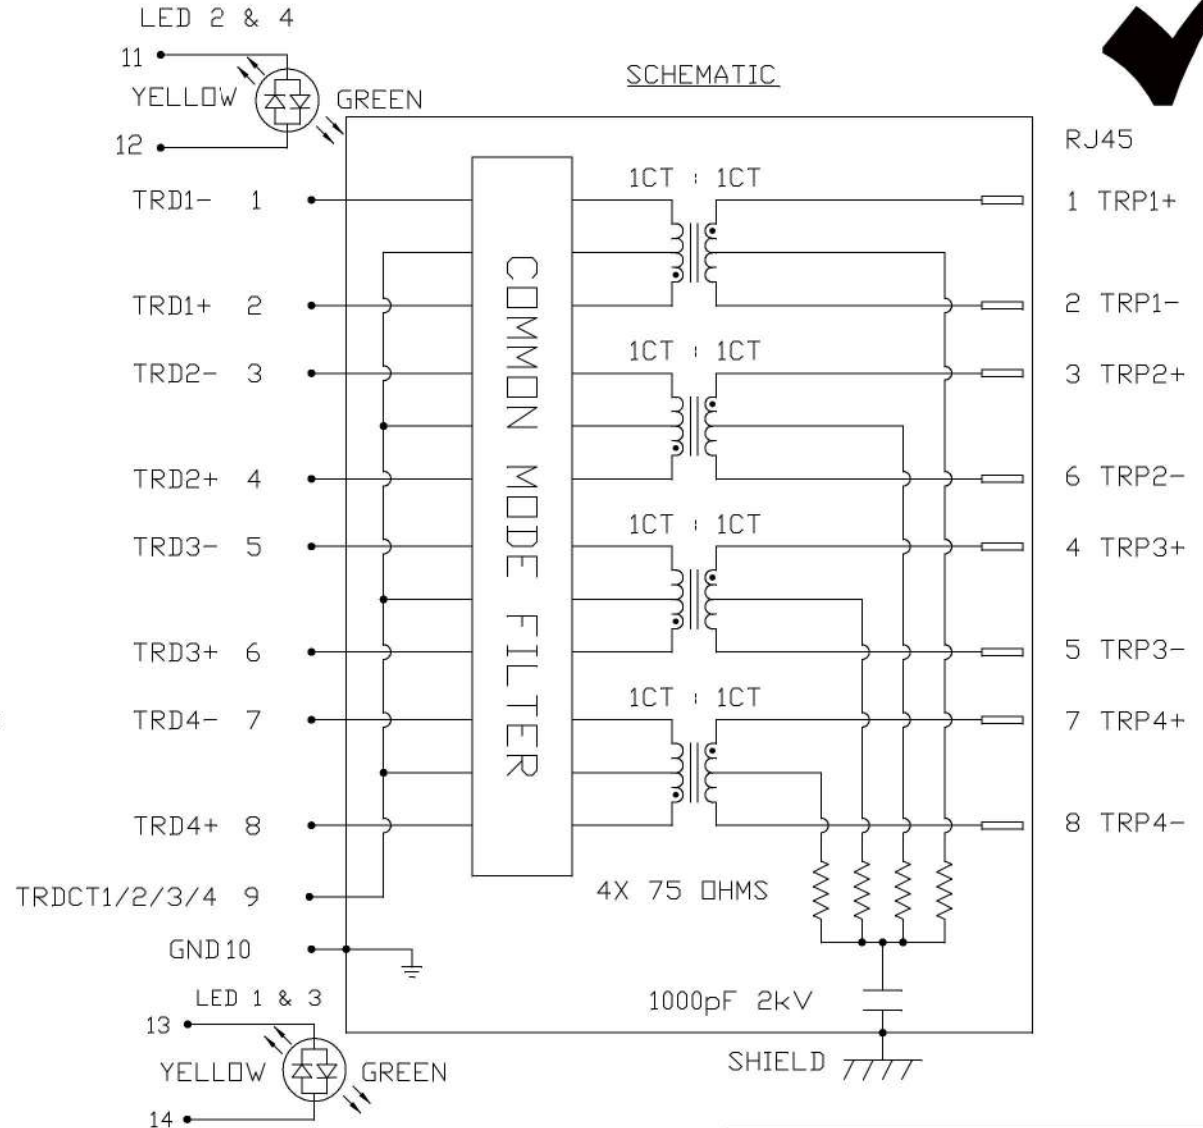 LED 2 & 4
11
YELLOW GREEN
12
SCHEMATIC
RJ45
1CT : 1CT
TRD1- 1
1 TRP1+
COMMON MODE FILTER
TRD1+ 2
2 TRP1-
1CT : 1CT
TRD2- 3
3 TRP2+
TRD2+ 4
6 TRP2-
1CT : 1CT
TRD3- 5
4 TRP3+
TRD3+ 6
5 TRP3-
1CT : 1CT
TRD4- 7
7 TRP4+
TRD4+ 8
8 TRP4-
TRDCT1/2/3/4 9
4X 75 OHMS
GND 10
LED 1 & 3
13
YELLOW GREEN
14
1000pF 2kV
SHIELD